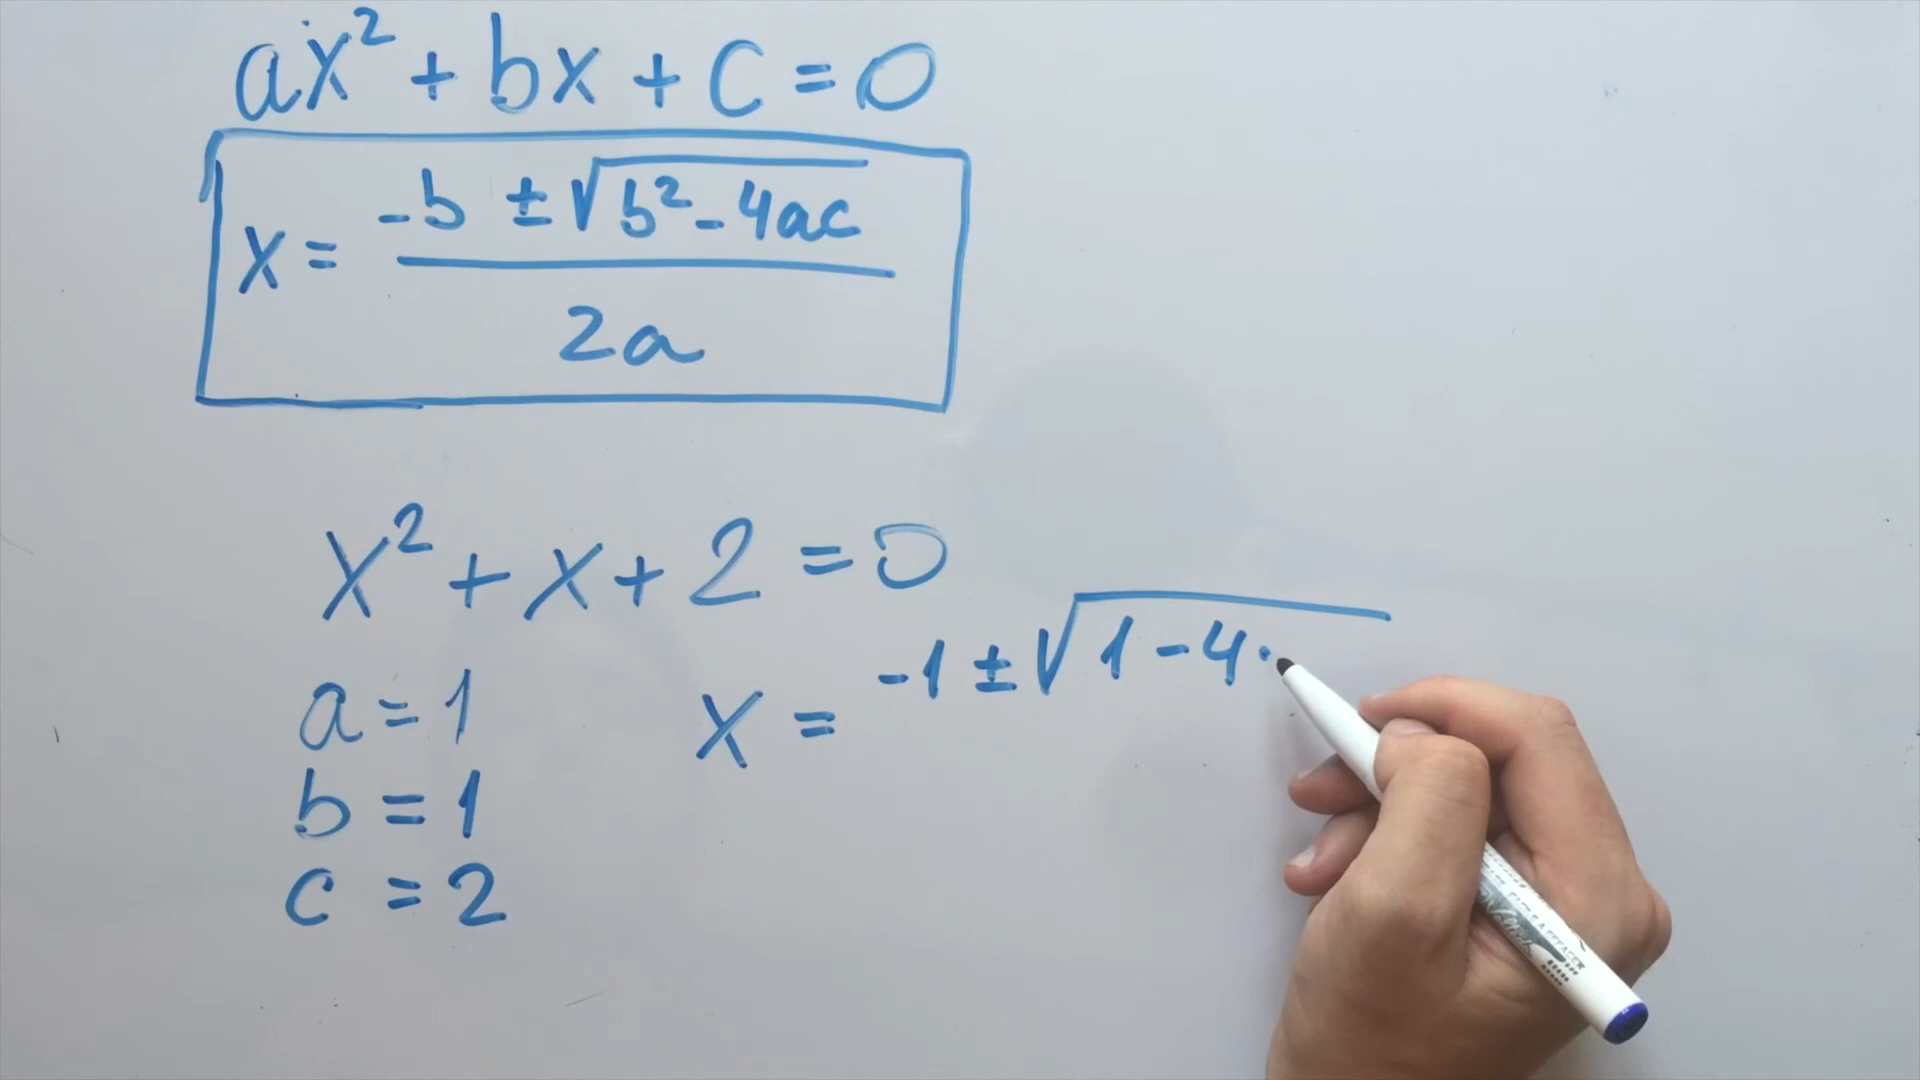 ax² + bx + c = 0
x = (-b ± √(b² - 4ac)) / 2a
x² + x + 2 = 0
a = 1
b = 1
c = 2
x = -1 ± √(1 - 4 ·